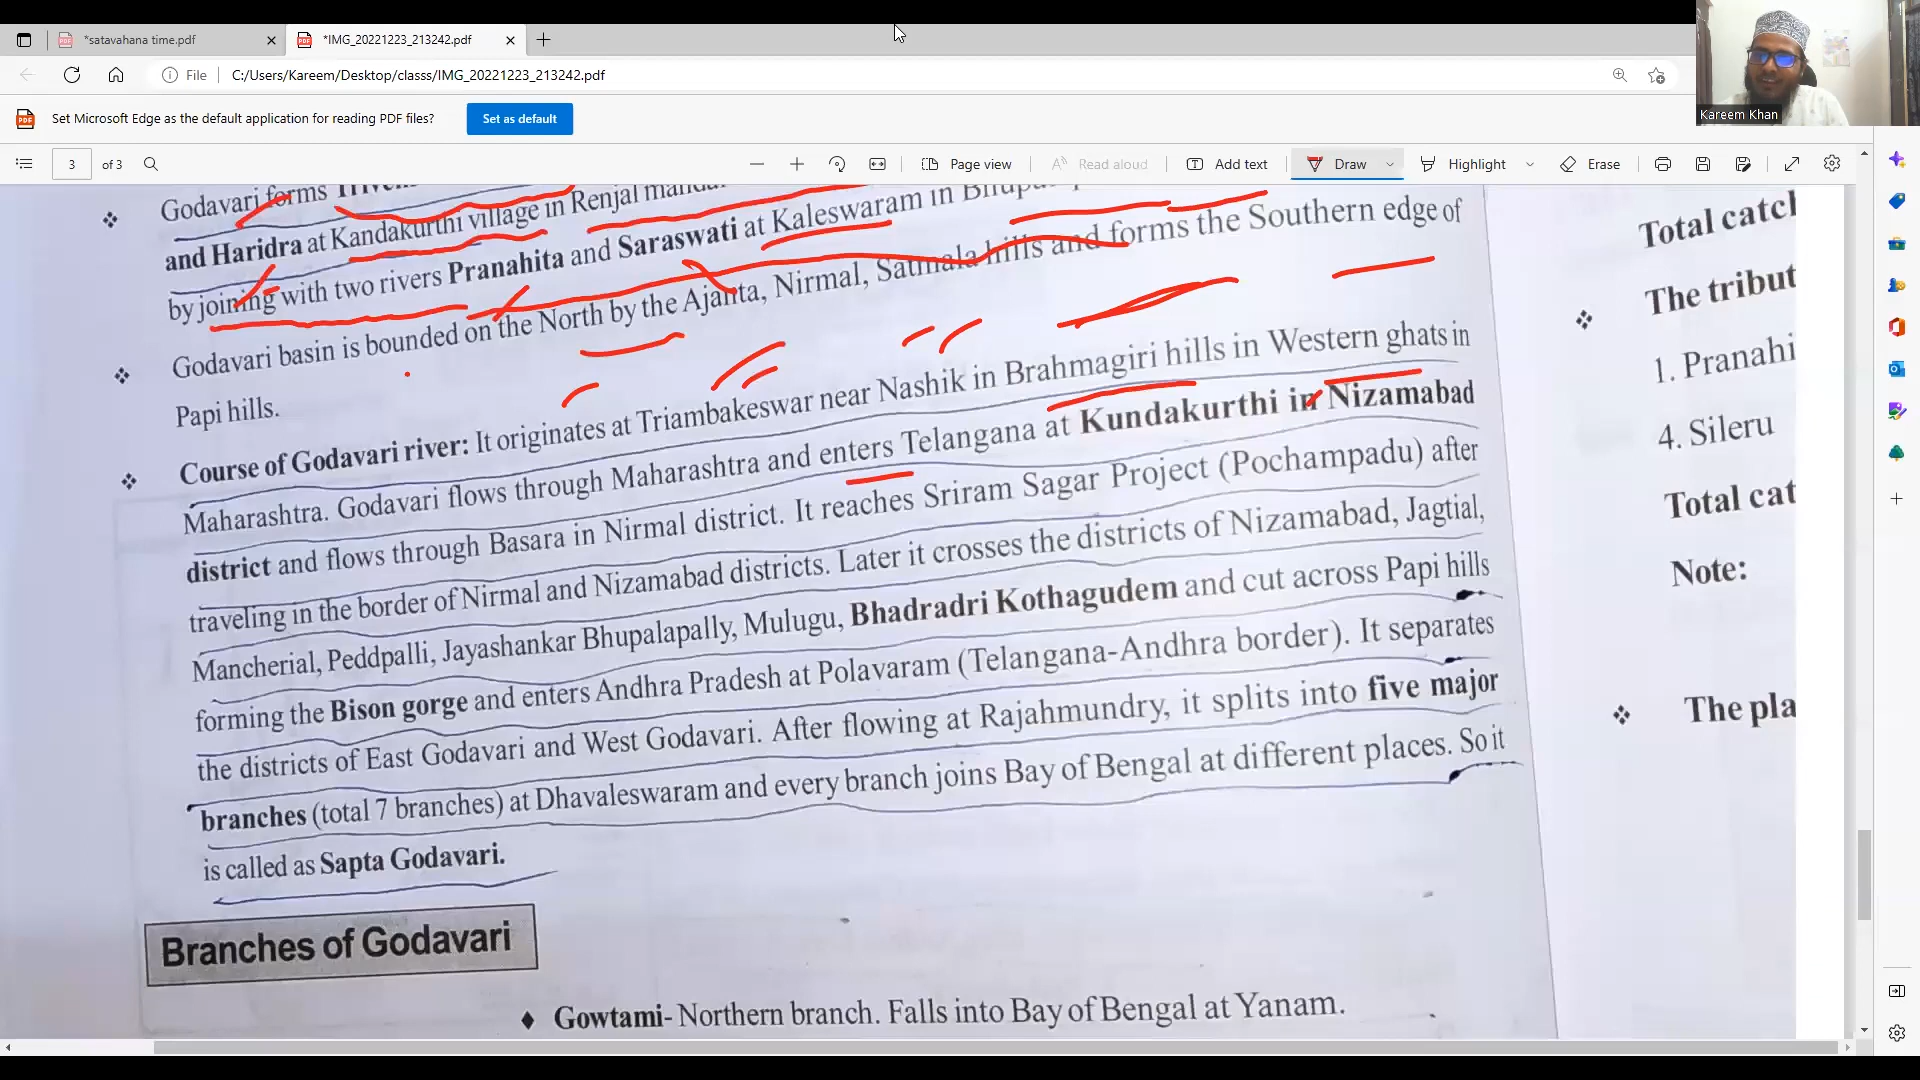 *satavahana time.pdf
*IMG_20221223_213242.pdf
File
C:/Users/Kareem/Desktop/classs/IMG_20221223_213242.pdf
Set Microsoft Edge as the default application for reading PDF files?
Set as default
Kareem Khan
3
of 3
Page view
Read aloud
Add text
Draw
Highlight
Erase
Godavari forms
and Haridra at Kandakurthi village in Renjal
by joining with two rivers Pranahita and Saraswati at Kaleswaram in
Godavari basin is bounded on the North by the Ajanta, Nirmal, Satmala hills and forms the Southern edge of
Papi hills.
Course of Godavari river: It originates at Triambakeswar near Nashik in Brahmagiri hills in Western ghats in
Maharashtra. Godavari flows through Maharashtra and enters Telangana at Kundakurthi in Nizamabad
district and flows through Basara in Nirmal district. It reaches Sriram Sagar Project (Pochampadu) after
traveling in the border of Nirmal and Nizamabad districts. Later it crosses the districts of Nizamabad, Jagtial,
Mancherial, Peddpalli, Jayashankar Bhupalapally, Mulugu, Bhadradri Kothagudem and cut across Papi hills
forming the Bison gorge and enters Andhra Pradesh at Polavaram (Telangana-Andhra border). It separates
the districts of East Godavari and West Godavari. After flowing at Rajahmundry, it splits into five major
branches (total 7 branches) at Dhavaleswaram and every branch joins Bay of Bengal at different places. So it
is called as Sapta Godavari.
Branches of Godavari
Gowtami- Northern branch. Falls into Bay of Bengal at Yanam.
Total catcl
The tribut
1. Pranahi
4. Sileru
Total cat
Note:
The pla